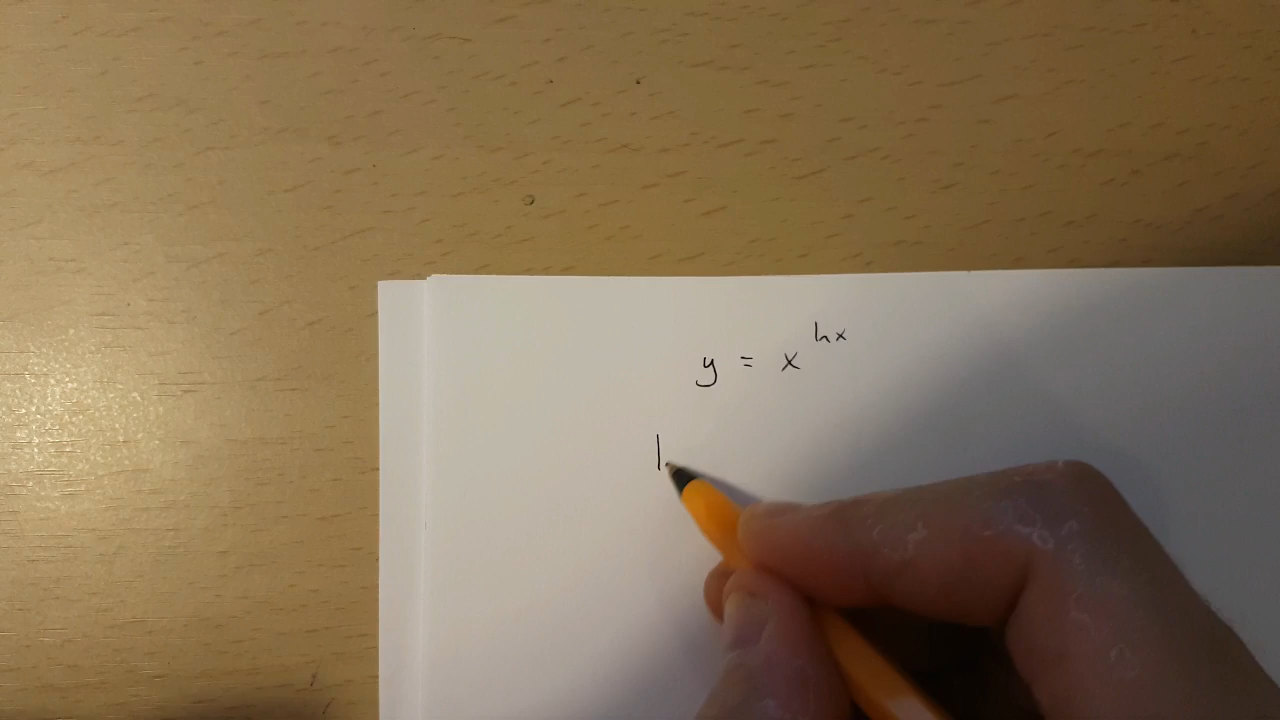 y = x^ln x
l